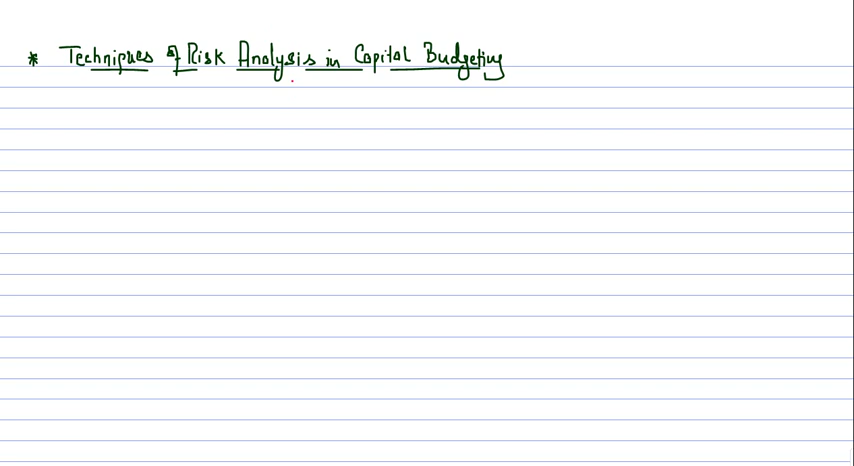 * Techniques of Risk Analysis in Capital Budgeting